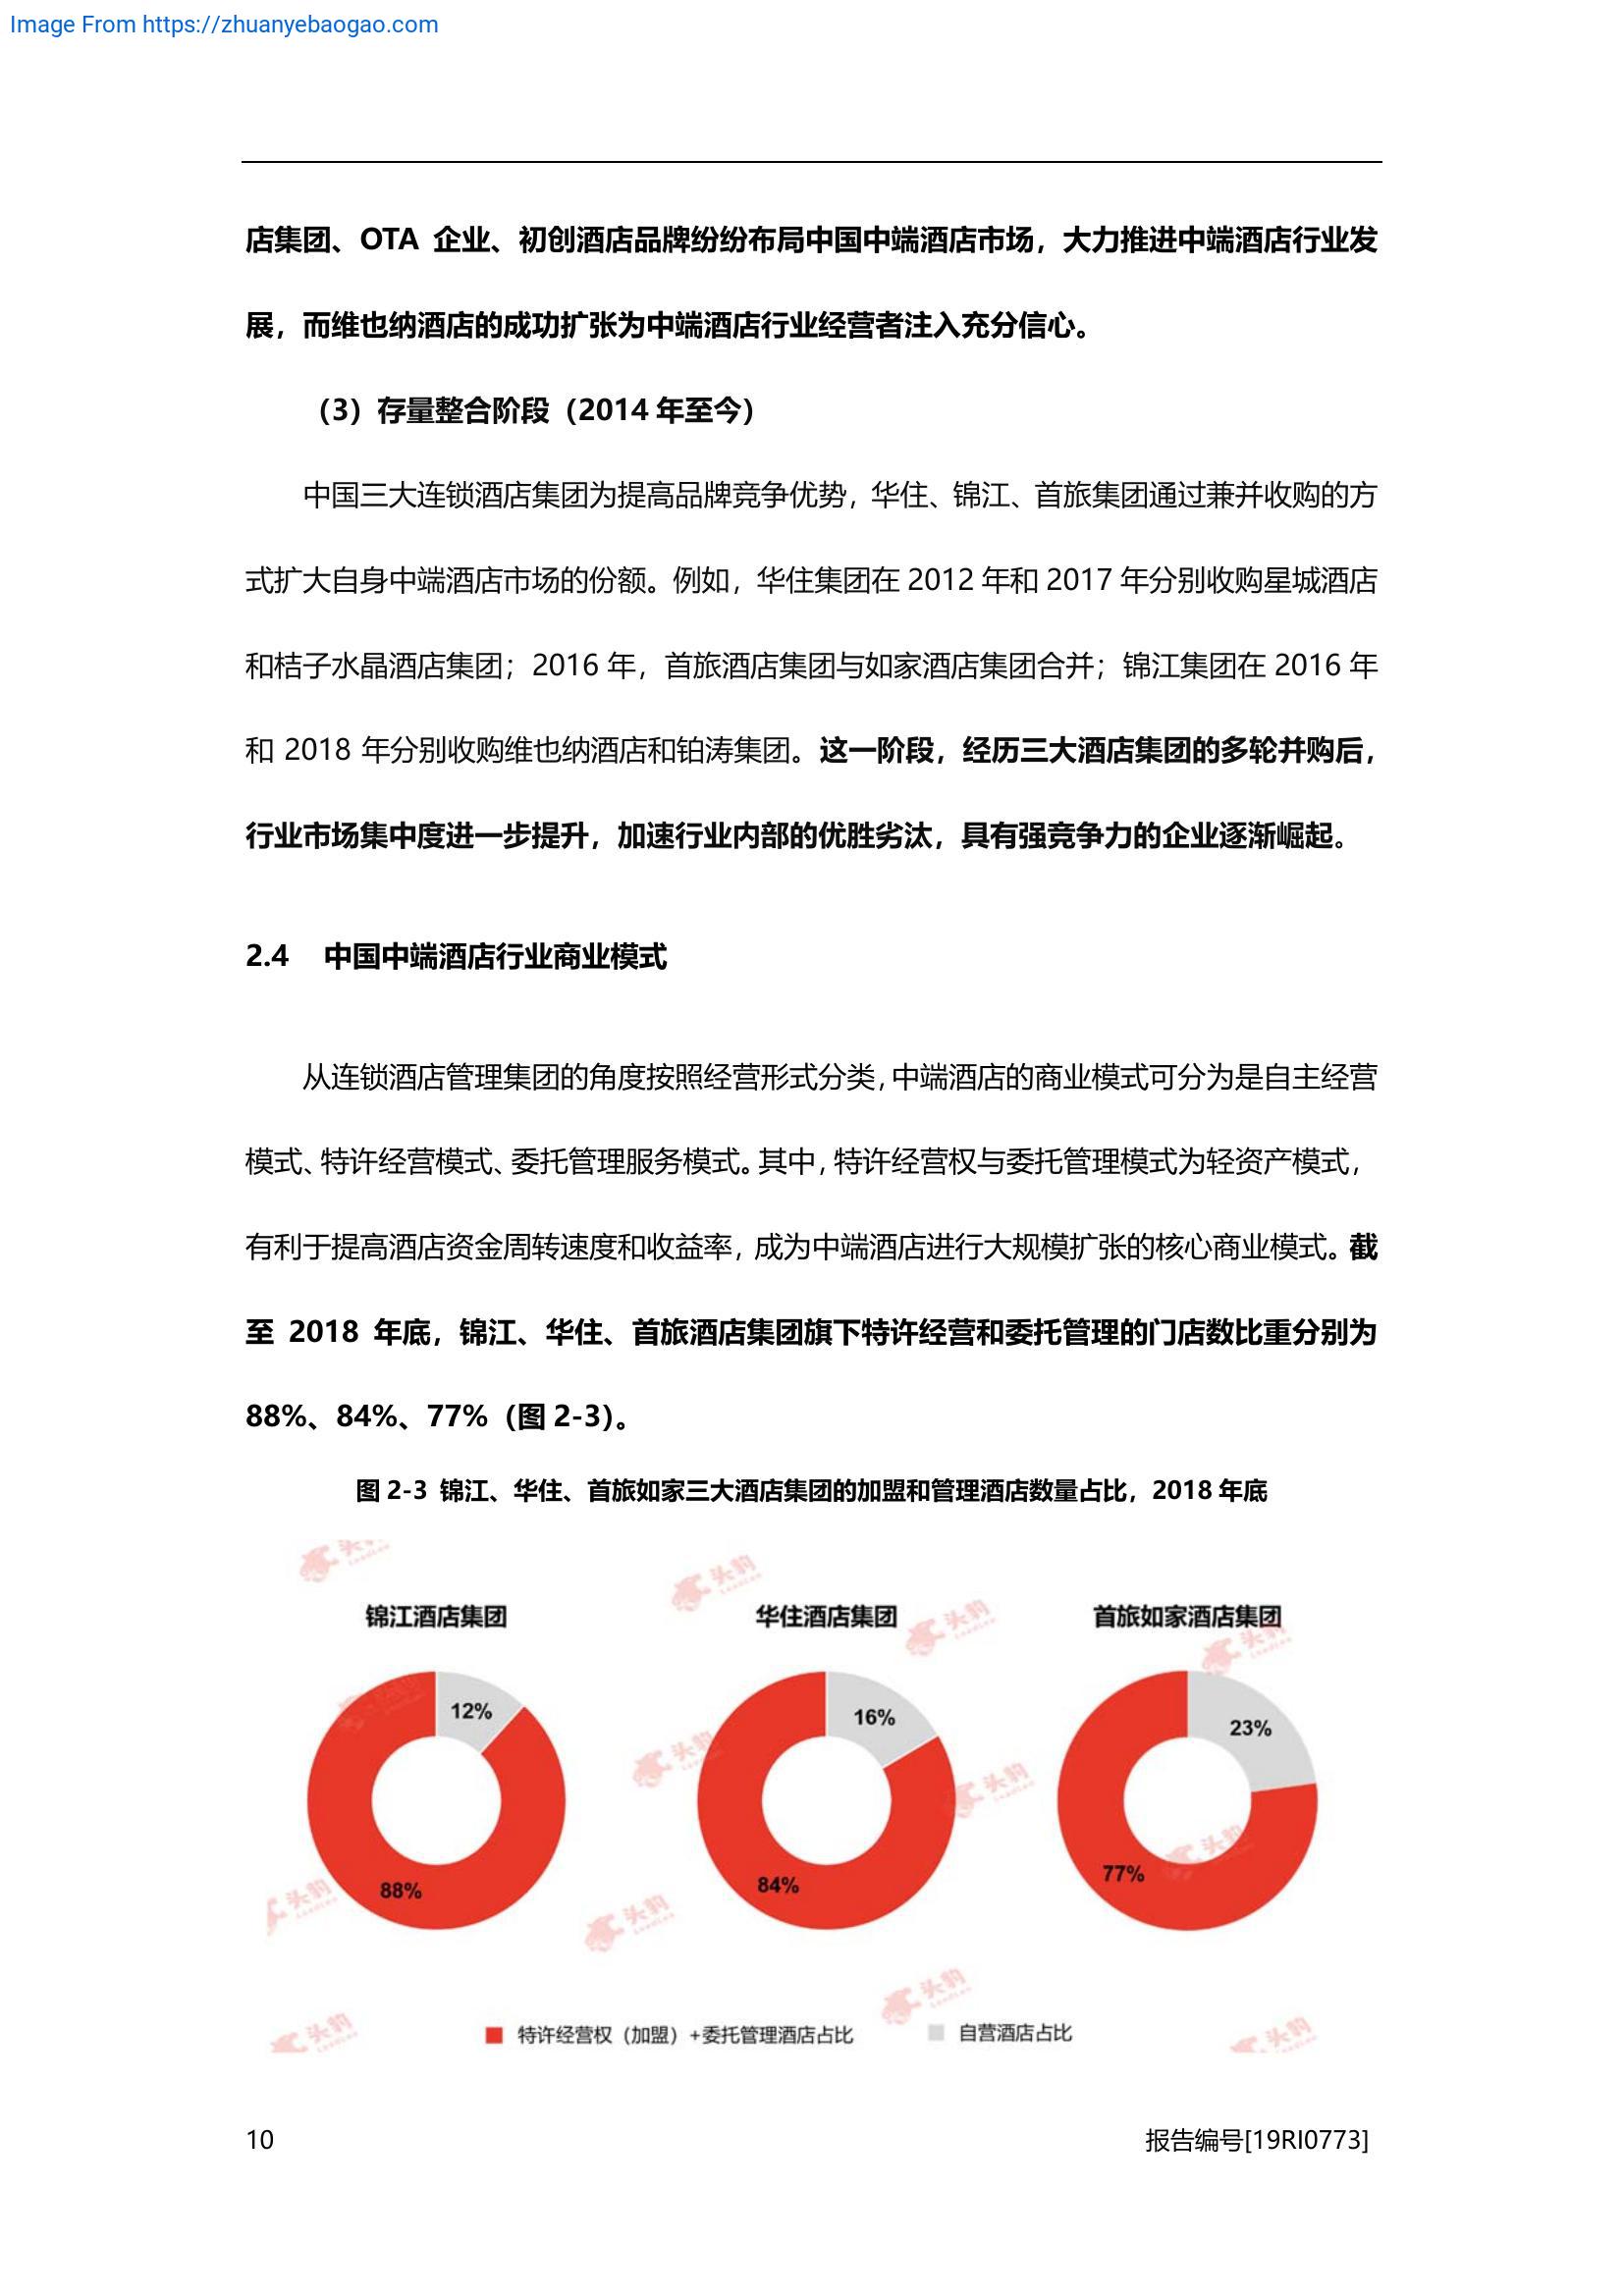 Image From https://zhuanyebaogao.com
店集团、OTA 企业、初创酒店品牌纷纷布局中国中端酒店市场，大力推进中端酒店行业发
展，而维也纳酒店的成功扩张为中端酒店行业经营者注入充分信心。
（3）存量整合阶段（2014 年至今）
中国三大连锁酒店集团为提高品牌竞争优势，华住、锦江、首旅集团通过兼并收购的方
式扩大自身中端酒店市场的份额。例如，华住集团在 2012 年和 2017 年分别收购星城酒店
和桔子水晶酒店集团；2016 年，首旅酒店集团与如家酒店集团合并；锦江集团在 2016 年
和 2018 年分别收购维也纳酒店和铂涛集团。这一阶段，经历三大酒店集团的多轮并购后，
行业市场集中度进一步提升，加速行业内部的优胜劣汰，具有强竞争力的企业逐渐崛起。
2.4 中国中端酒店行业商业模式
从连锁酒店管理集团的角度按照经营形式分类，中端酒店的商业模式可分为是自主经营
模式、特许经营模式、委托管理服务模式。其中，特许经营权与委托管理模式为轻资产模式，
有利于提高酒店资金周转速度和收益率，成为中端酒店进行大规模扩张的核心商业模式。截
至 2018 年底，锦江、华住、首旅酒店集团旗下特许经营和委托管理的门店数比重分别为
88%、84%、77%（图 2-3）。
图 2-3 锦江、华住、首旅如家三大酒店集团的加盟和管理酒店数量占比，2018 年底
锦江酒店集团 华住酒店集团 首旅如家酒店集团
12% 16% 23%
88% 84% 77%
特许经营权（加盟）+委托管理酒店占比 自营酒店占比
头豹
LeadLeo
10 报告编号[19RI0773]